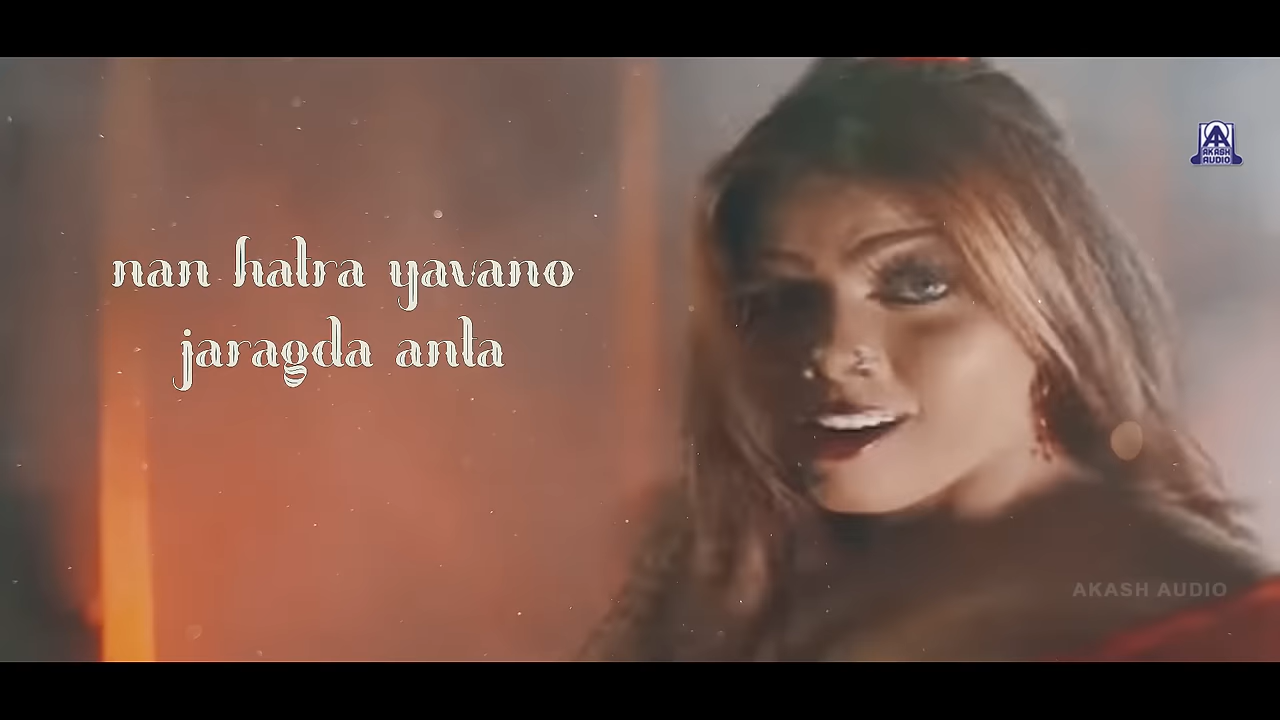 AKASH
AUDIO
nan hatra yavano
jaragda anta
AKASH AUDIO